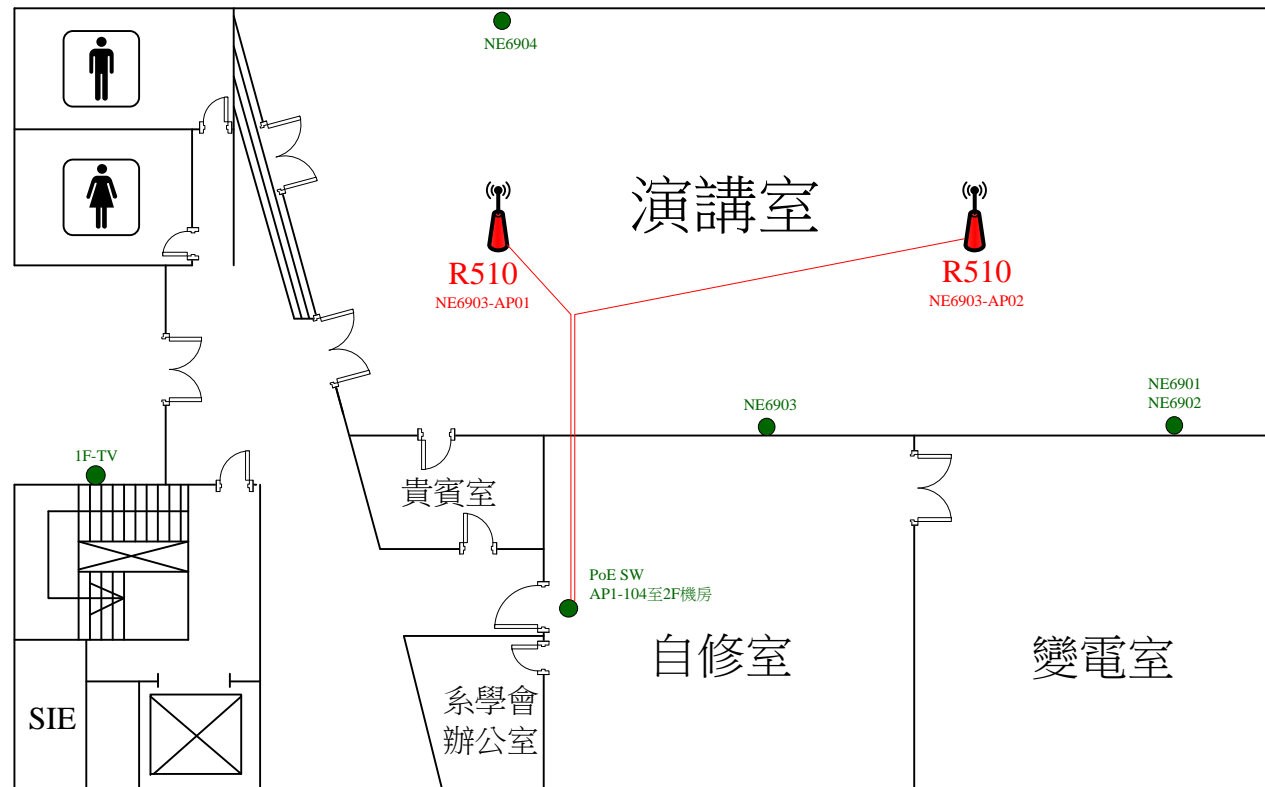 NE6904
演講室
R510
NE6903-AP01
R510
NE6903-AP02
NE6901
NE6902
NE6903
1F-TV
貴賓室
PoE SW
AP1-104至2F機房
自修室
變電室
系學會
辦公室
SIE